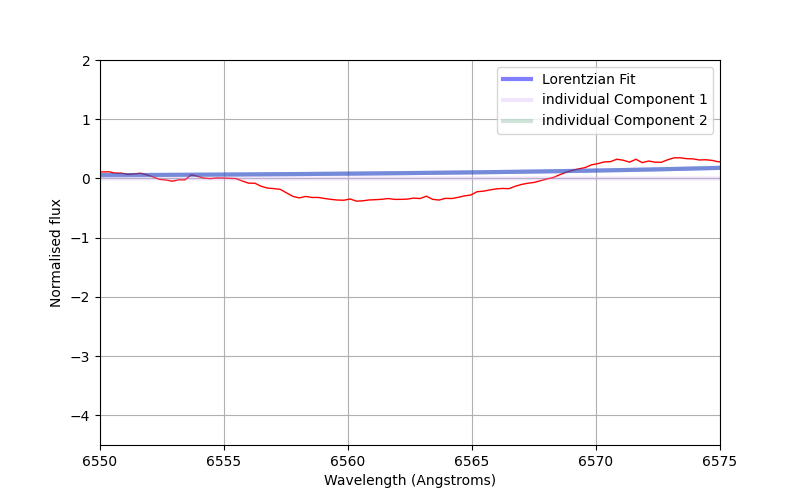 Lorentzian Fit
individual Component 1
individual Component 2
2
1
0
−1
−2
−3
−4
Normalised flux
6550 6555 6560 6565 6570 6575
Wavelength (Angstroms)